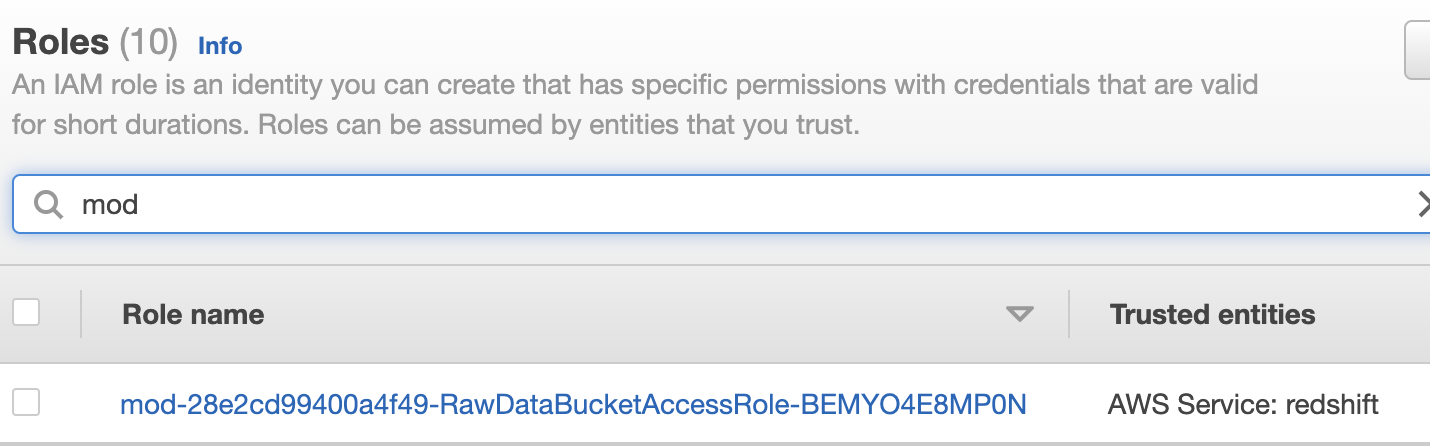 Roles (10) Info
An IAM role is an identity you can create that has specific permissions with credentials that are valid
for short durations. Roles can be assumed by entities that you trust.
mod
Role name Trusted entities
mod-28e2cd99400a4f49-RawDataBucketAccessRole-BEMYO4E8MP0N AWS Service: redshift